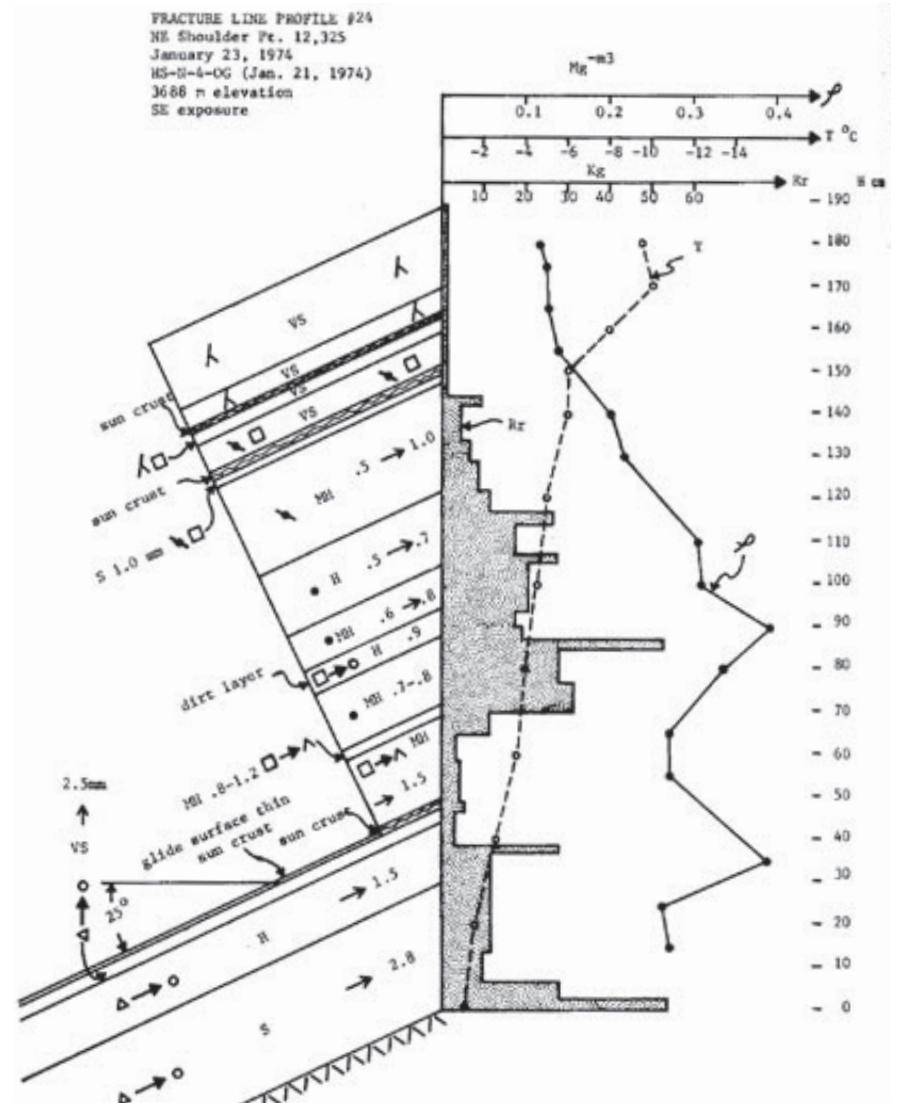 FRACTURE LINE PROFILE #24
NE Shoulder Pt. 12,325
January 23, 1974
HS-N-4-OG (Jan. 21, 1974)
3688 m elevation
SE exposure
Mg-m3
ρ
0.1 0.2 0.3 0.4
T °C
-2 -4 -6 -8 -10 -12 -14
Kg
Rr
H cm
10 20 30 40 50 60
190
180
170
160
150
140
130
120
110
100
90
80
70
60
50
40
30
20
10
0
T
Rr
ρ
VS
VS
VS
VS
sun crust
sun crust
S 1.0 mm
MH .5 1.0
H .5 .7
MH .6 .8
H .9
dirt layer
MH .7-.8
MH
1.5
MH .8-1.2
2.5mm
VS
glide surface thin
sun crust
sun crust
25°
H 1.5
S 2.8